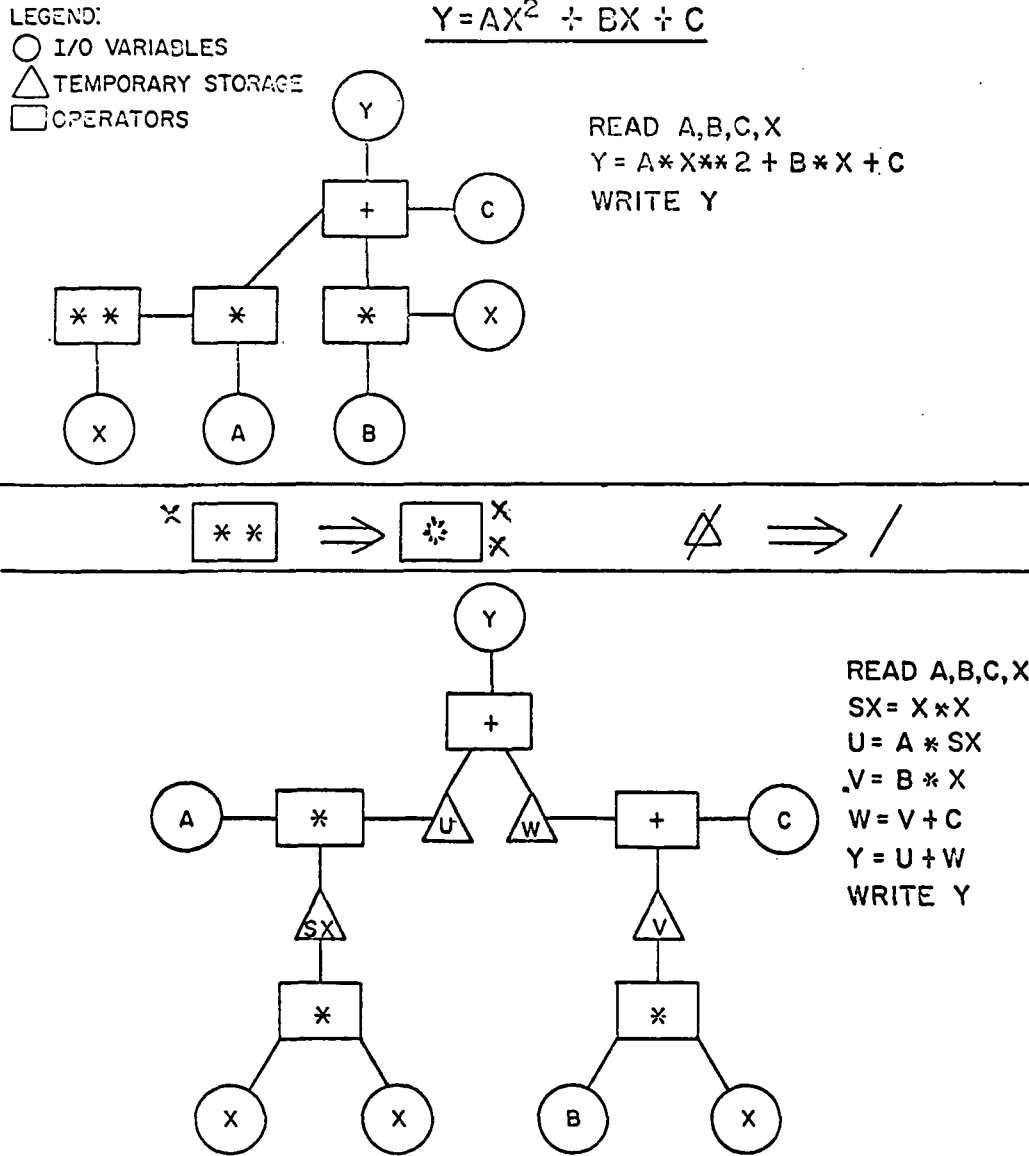 LEGEND:
I/O VARIABLES
TEMPORARY STORAGE
OPERATORS
Y=AX² + BX + C
READ A,B,C,X
Y= A*X**2 + B*X + C
WRITE Y
Y
+
C
**
*
*
X
X
A
B
X
**
*
X
X
Y
+
A
*
U
W
+
C
SX
V
*
*
X
X
B
X
READ A,B,C,X
SX= X*X
U= A * SX
V= B * X
W= V+C
Y= U+W
WRITE Y